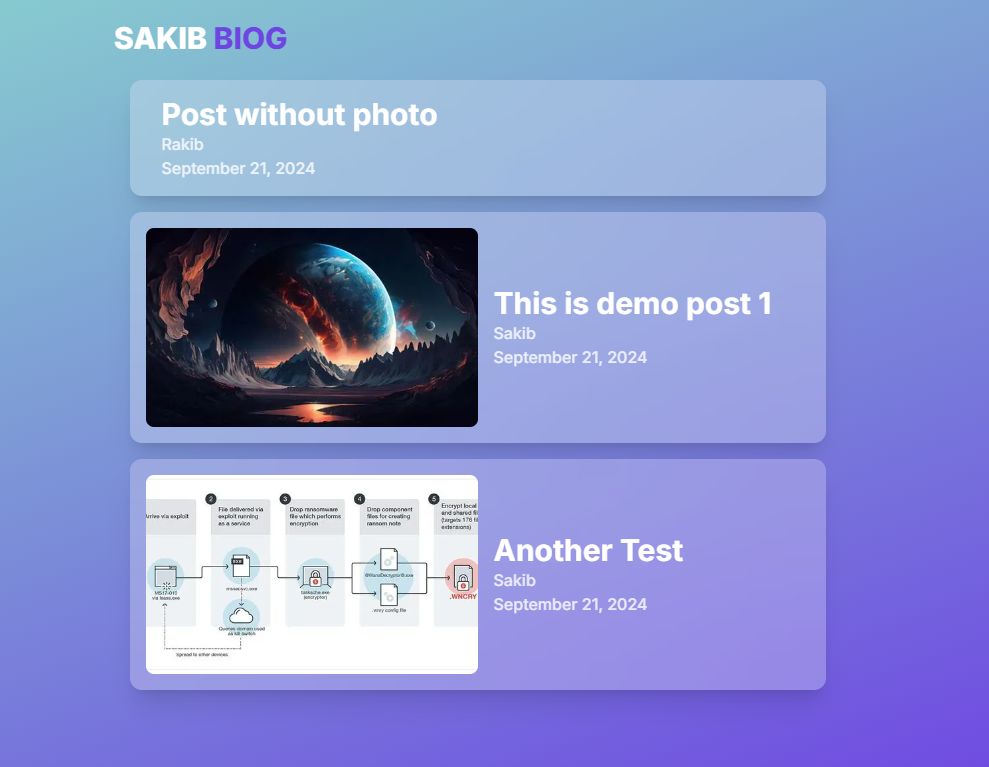 SAKIB BlOG
Post without photo
Rakib
September 21, 2024
This is demo post 1
Sakib
September 21, 2024
2
3
4
5
Arrive via exploit
File delivered via
exploit running
as a service
Drop ransomware
file which performs
encryption
Drop component
files for creating
ransom note
Encrypt local
and shared
(targets 176
extensions)
MS17-010
mssecsvc.exe
tasksche.exe
(encryptor)
@WanaDecryptor@.exe
.wnry config file
.WNCRY
Queries domain used
as kill switch
Spread to other devices
Another Test
Sakib
September 21, 2024